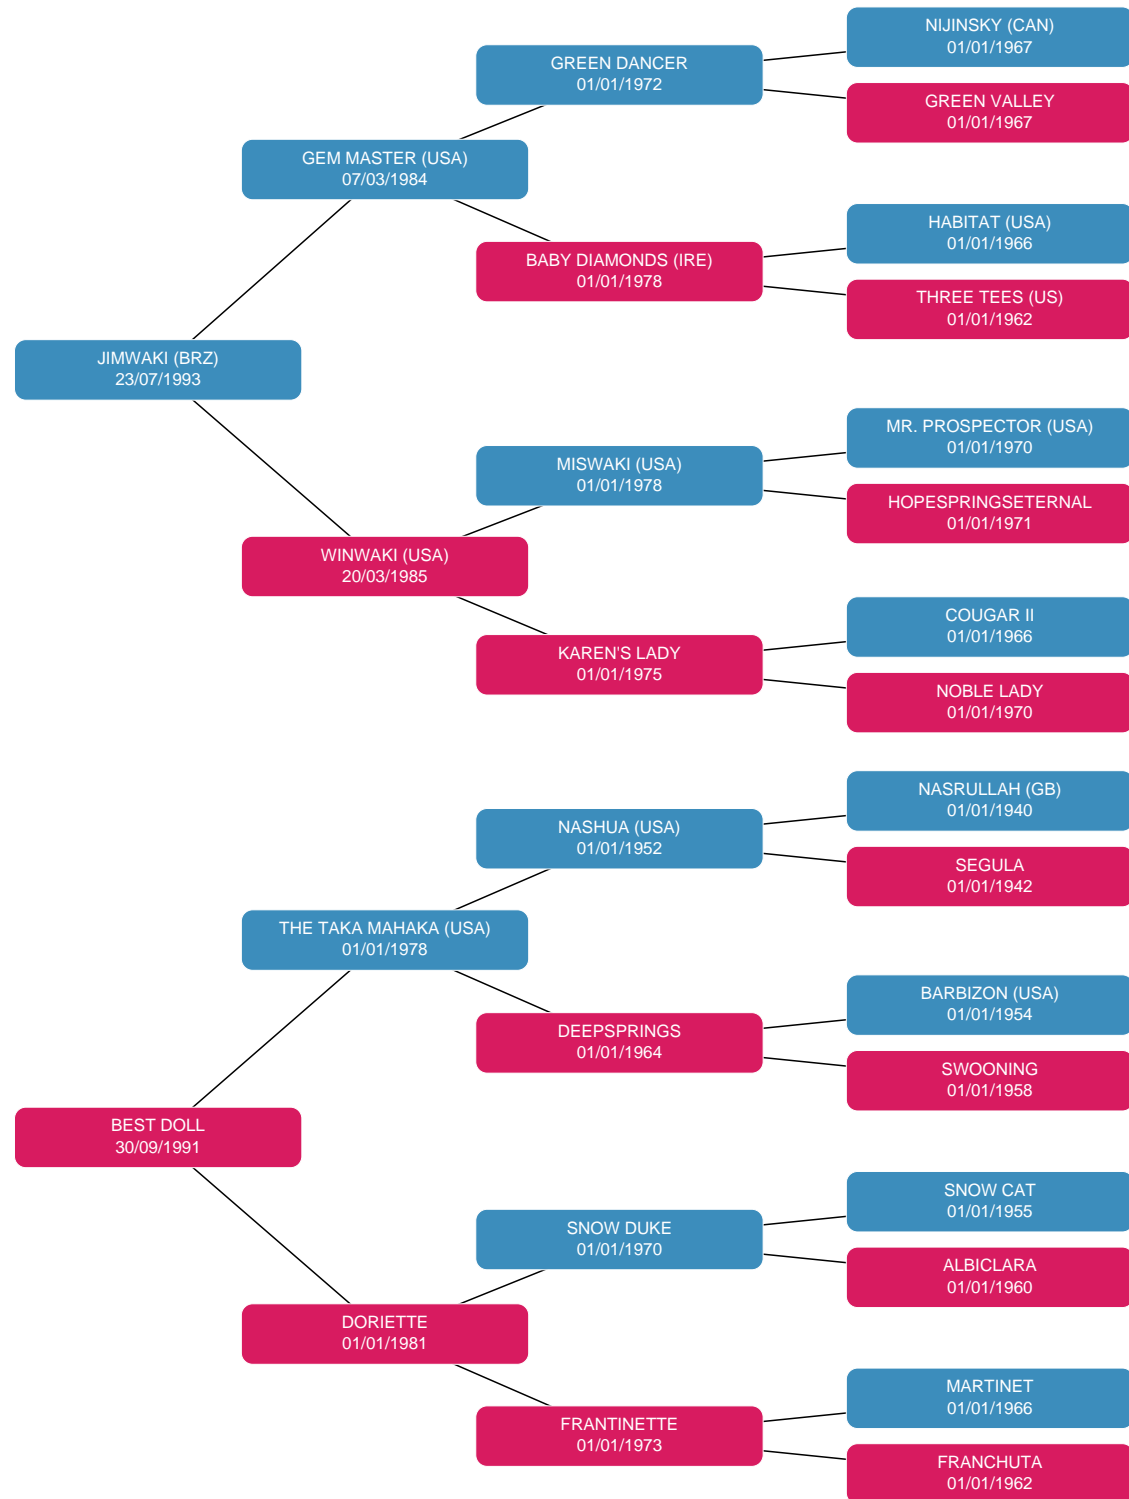 NIJINSKY (CAN)
01/01/1967
GREEN DANCER
01/01/1972
GREEN VALLEY
01/01/1967
GEM MASTER (USA)
07/03/1984
HABITAT (USA)
01/01/1966
BABY DIAMONDS (IRE)
01/01/1978
THREE TEES (US)
01/01/1962
JIMWAKI (BRZ)
23/07/1993
MR. PROSPECTOR (USA)
01/01/1970
MISWAKI (USA)
01/01/1978
HOPESPRINGSETERNAL
01/01/1971
WINWAKI (USA)
20/03/1985
COUGAR II
01/01/1966
KAREN'S LADY
01/01/1975
NOBLE LADY
01/01/1970
NASRULLAH (GB)
01/01/1940
NASHUA (USA)
01/01/1952
SEGULA
01/01/1942
THE TAKA MAHAKA (USA)
01/01/1978
BARBIZON (USA)
01/01/1954
DEEPSPRINGS
01/01/1964
SWOONING
01/01/1958
BEST DOLL
30/09/1991
SNOW CAT
01/01/1955
SNOW DUKE
01/01/1970
ALBICLARA
01/01/1960
DORIETTE
01/01/1981
MARTINET
01/01/1966
FRANTINETTE
01/01/1973
FRANCHUTA
01/01/1962